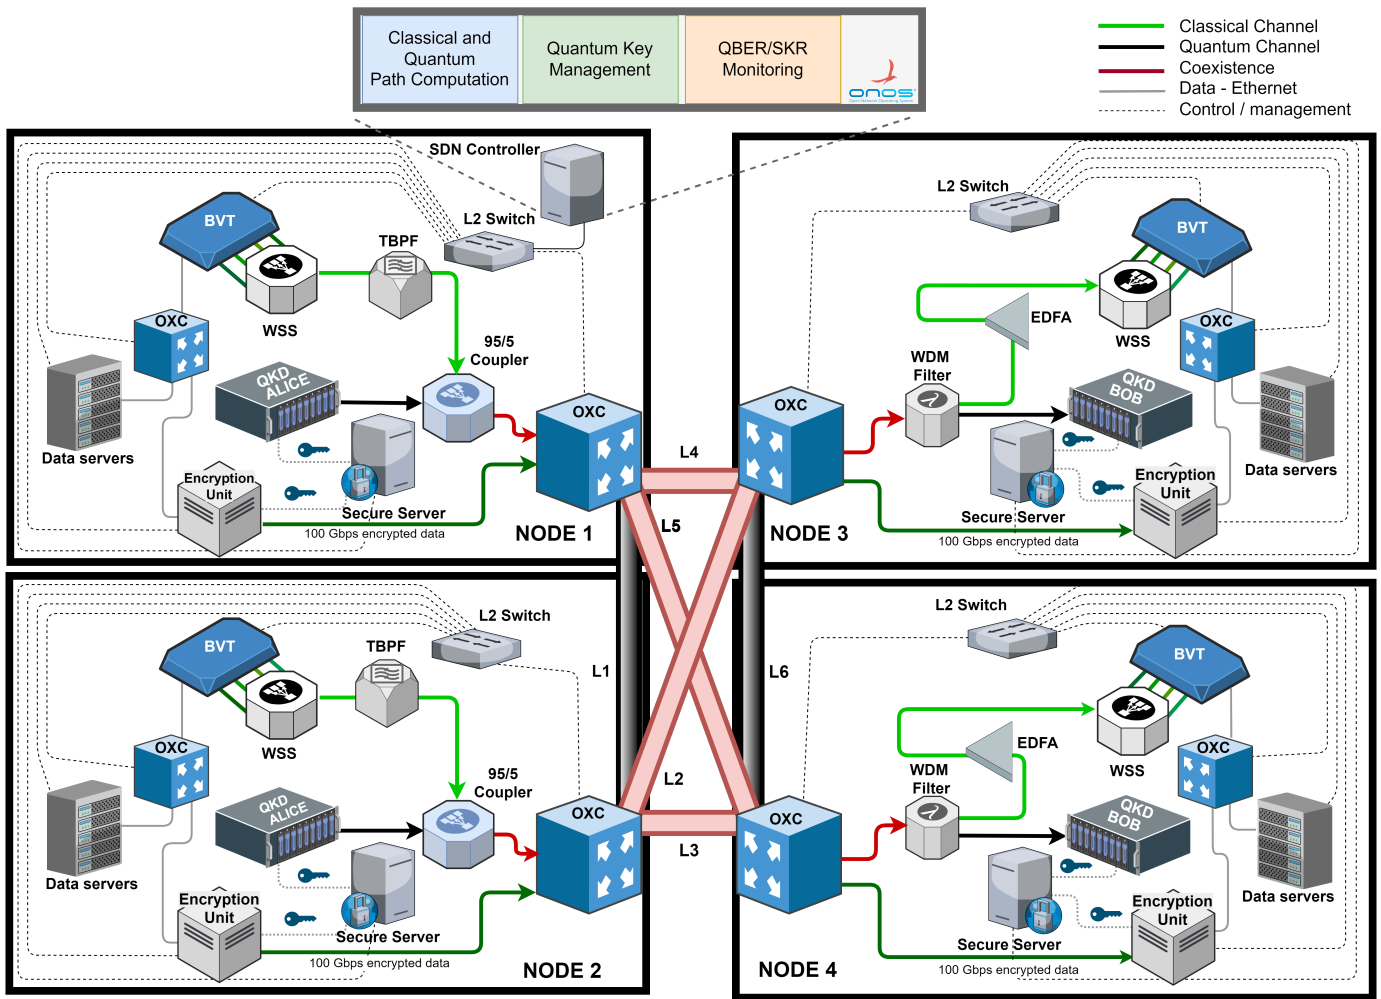 Classical and
Quantum
Path Computation
Quantum Key
Management
QBER/SKR
Monitoring
onos
Open Network Operating System
Classical Channel
Quantum Channel
Coexistence
Data - Ethernet
Control / management
SDN Controller
L2 Switch
BVT
TBPF
WSS
OXC
95/5
Coupler
QKD
ALICE
OXC
Data servers
Encryption
Unit
Secure Server
100 Gbps encrypted data
NODE 1
L2 Switch
BVT
EDFA
WSS
OXC
WDM
Filter
QKD
BOB
OXC
Data servers
Encryption
Unit
Secure Server
100 Gbps encrypted data
NODE 3
L4
L5
L1
L6
L2
L3
L2 Switch
BVT
TBPF
WSS
OXC
95/5
Coupler
QKD
ALICE
OXC
Data servers
Encryption
Unit
Secure Server
100 Gbps encrypted data
NODE 2
L2 Switch
BVT
EDFA
WSS
OXC
WDM
Filter
QKD
BOB
OXC
Data servers
Encryption
Unit
Secure Server
100 Gbps encrypted data
NODE 4